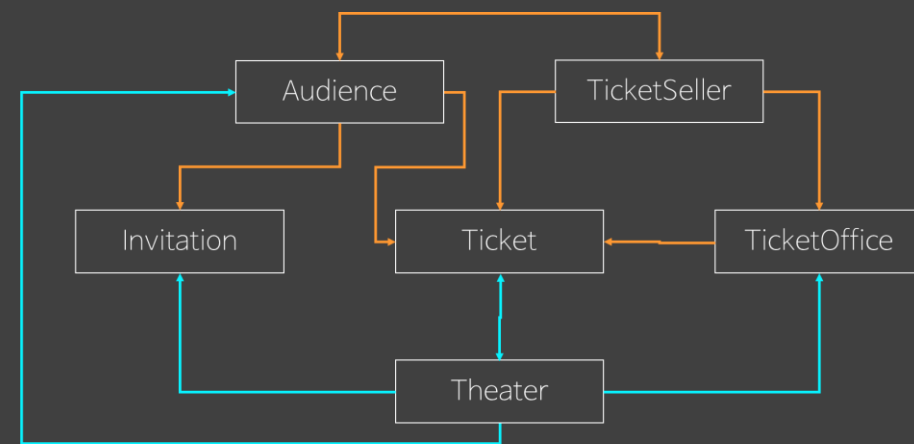 Audience
TicketSeller
Invitation
Ticket
TicketOffice
Theater